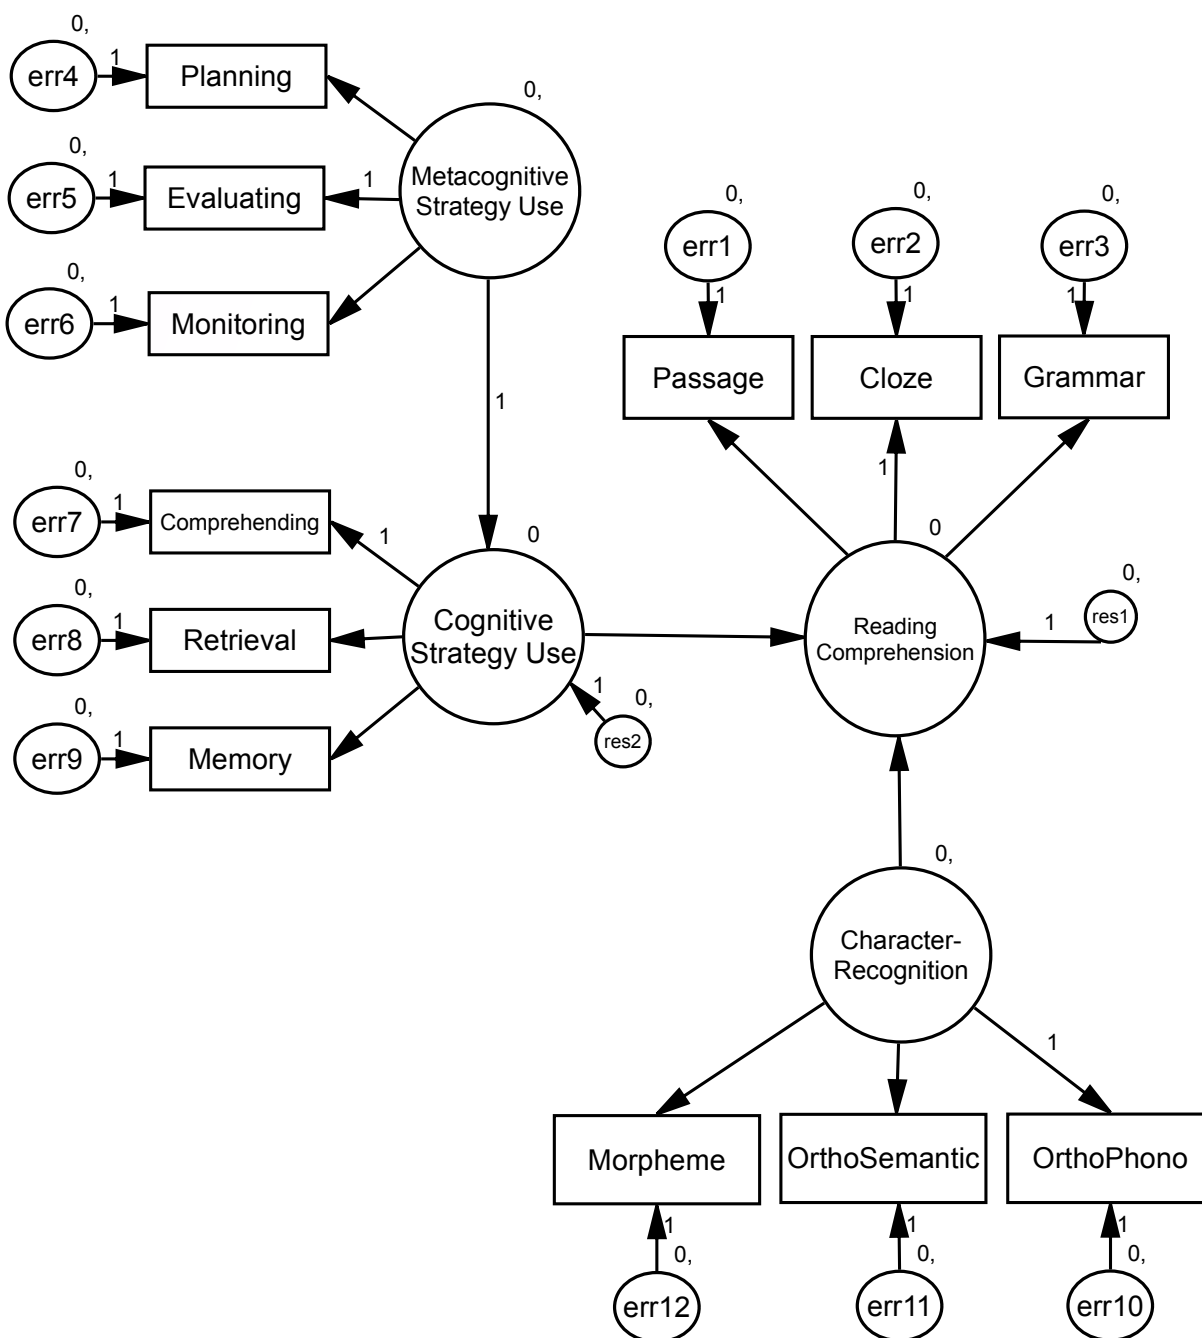 0,
err4
1
Planning
0,
Metacognitive
Strategy Use
0,
err5
1
Evaluating
1
0,
err6
1
Monitoring
1
0,
err1
1
Passage
0,
err2
1
Cloze
0,
err3
1
Grammar
1
0,
err7
1
Comprehending
1
0
Cognitive
Strategy Use
0,
err8
1
Retrieval
0,
err9
1
Memory
1
0,
res2
0
Reading
Comprehension
1
0,
res1
0,
Character-
Recognition
1
Morpheme
OrthoSemantic
OrthoPhono
1
0,
err12
1
0,
err11
1
0,
err10